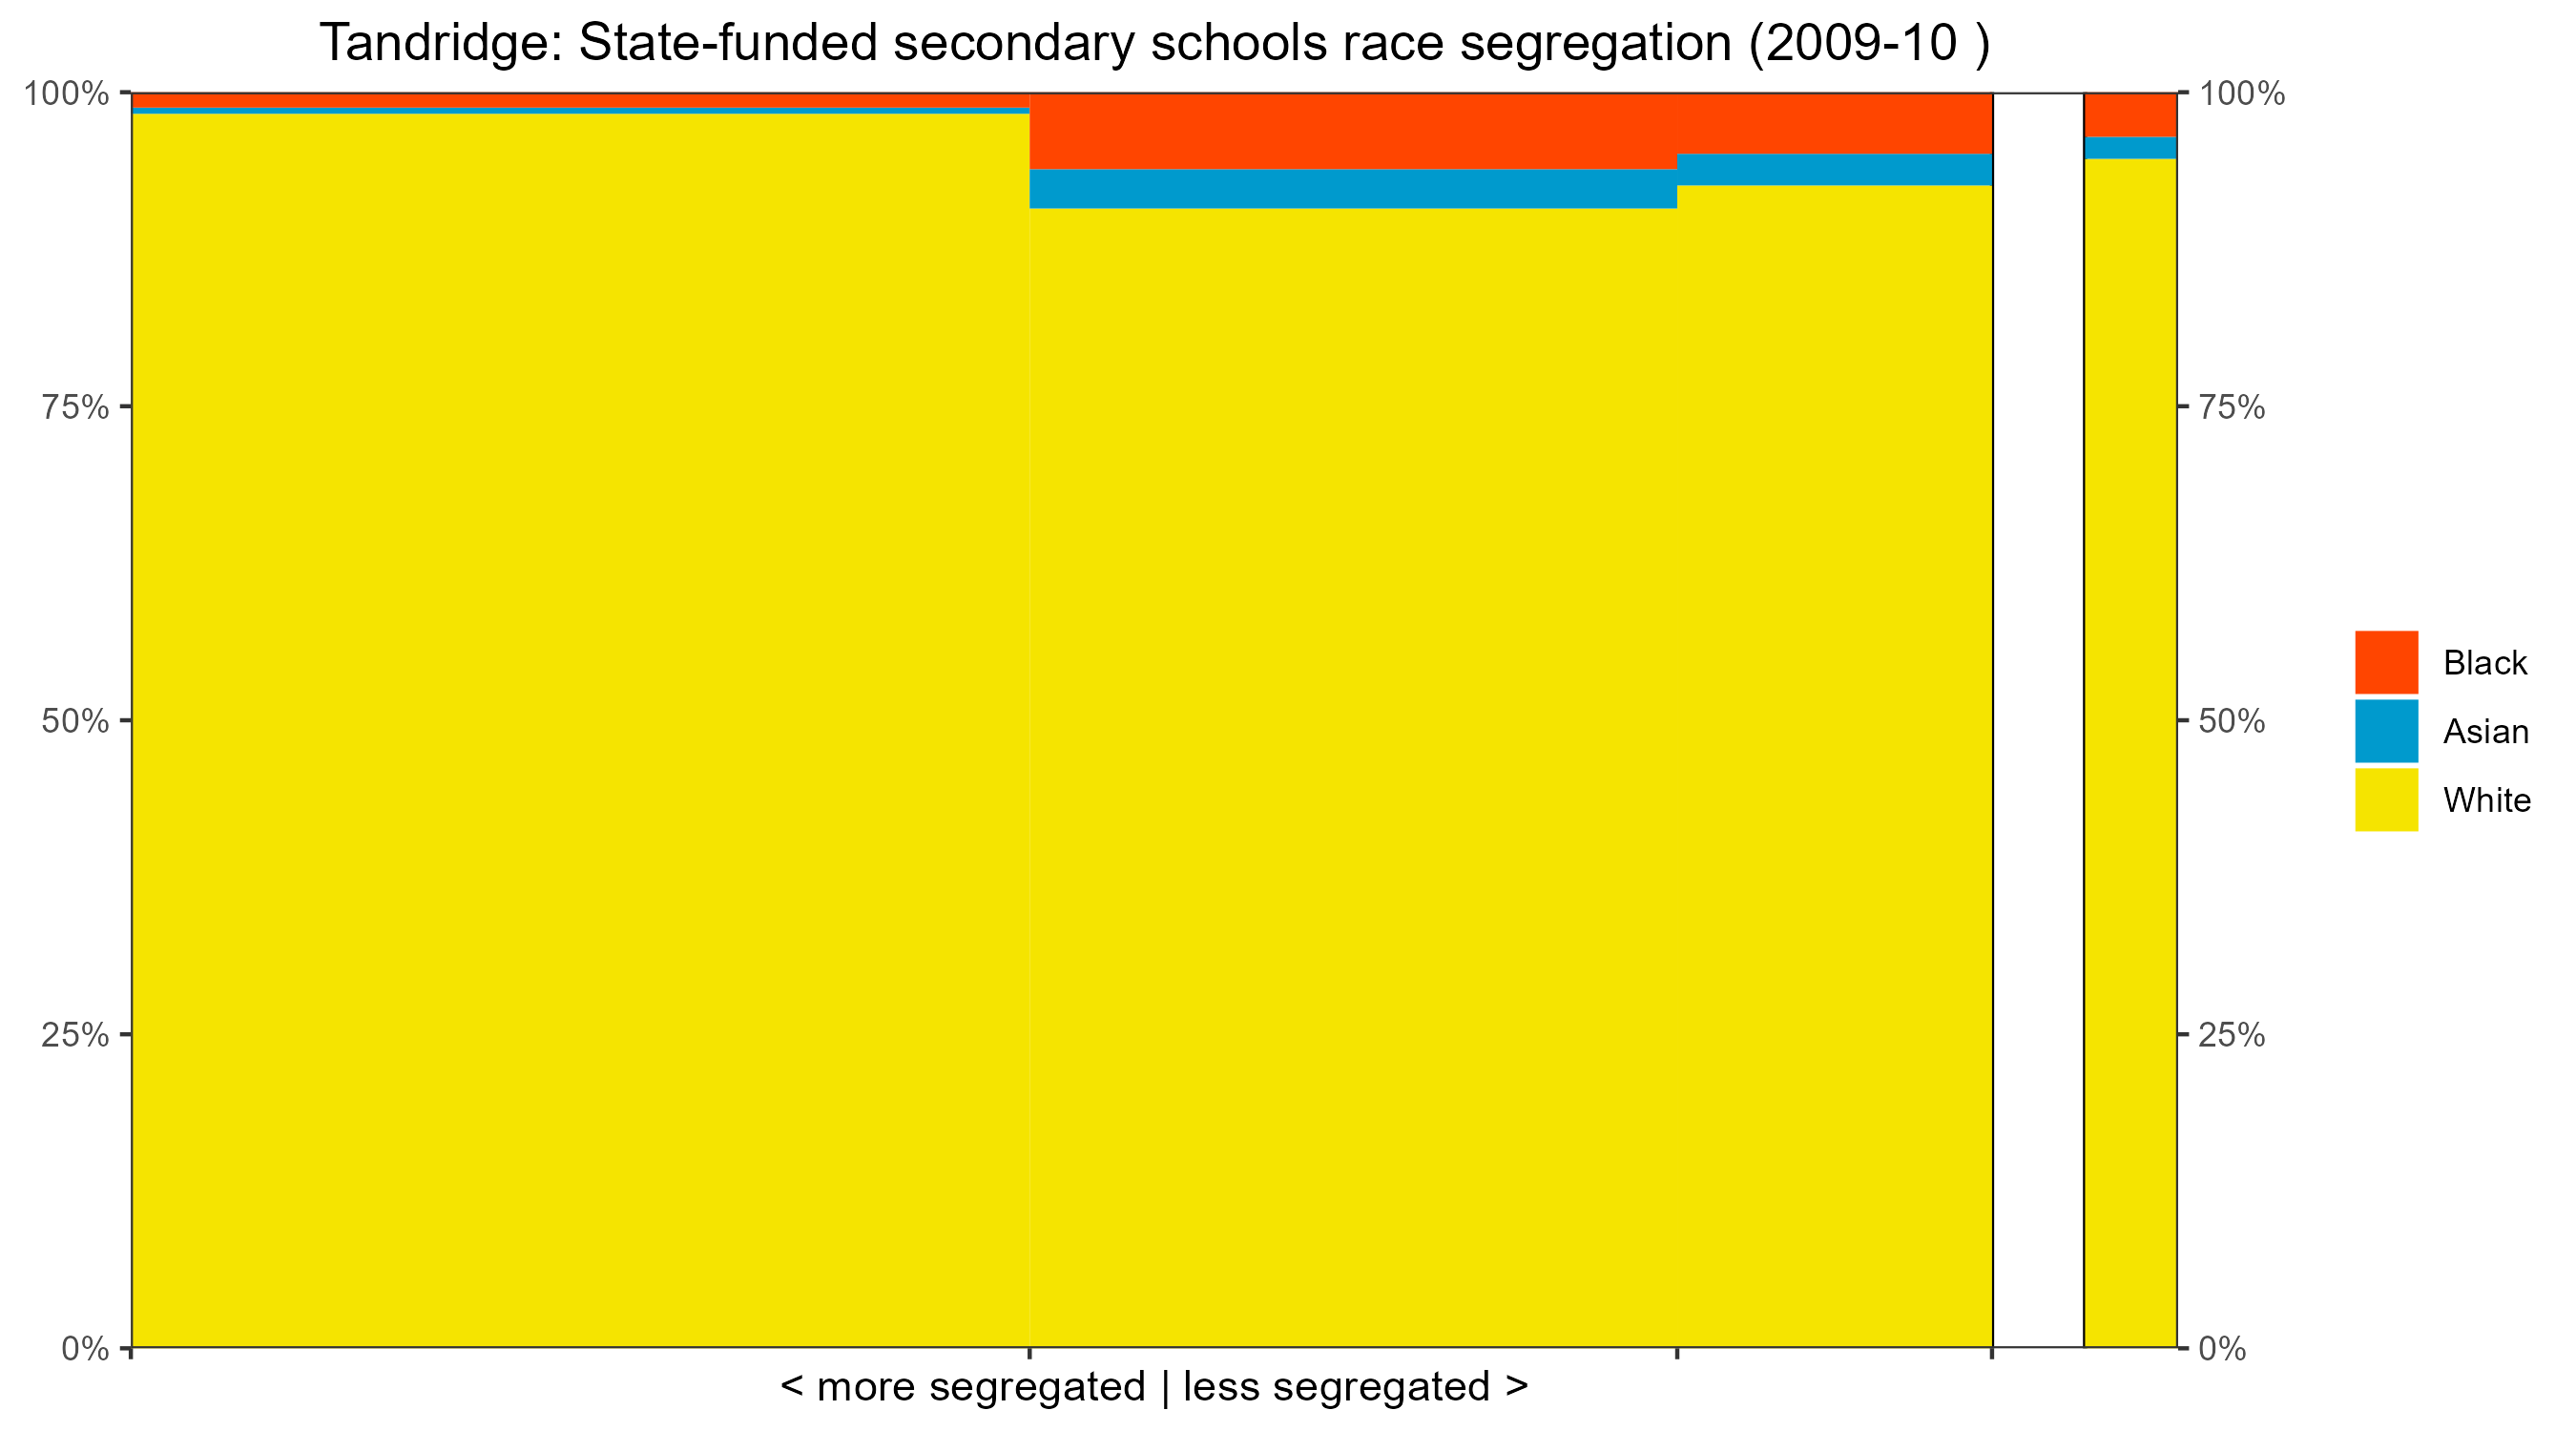 Tandridge: State-funded secondary schools race segregation (2009-10 )
100%
75%
50%
25%
0%
100%
75%
50%
25%
0%
Black
Asian
White
< more segregated | less segregated >